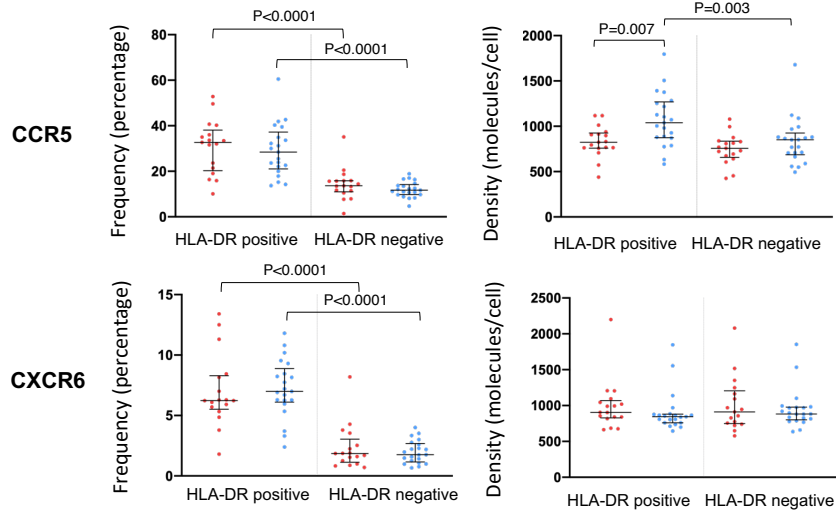 P<0.0001
P<0.0001
P=0.003
P=0.007
CCR5
Frequency (percentage)
80
60
40
20
0
HLA-DR positive HLA-DR negative
Density (molecules/cell)
2000
1500
1000
500
0
HLA-DR positive HLA-DR negative
P<0.0001
P<0.0001
CXCR6
Frequency (percentage)
15
10
5
0
HLA-DR positive HLA-DR negative
Density (molecules/cell)
2500
2000
1500
1000
500
0
HLA-DR positive HLA-DR negative